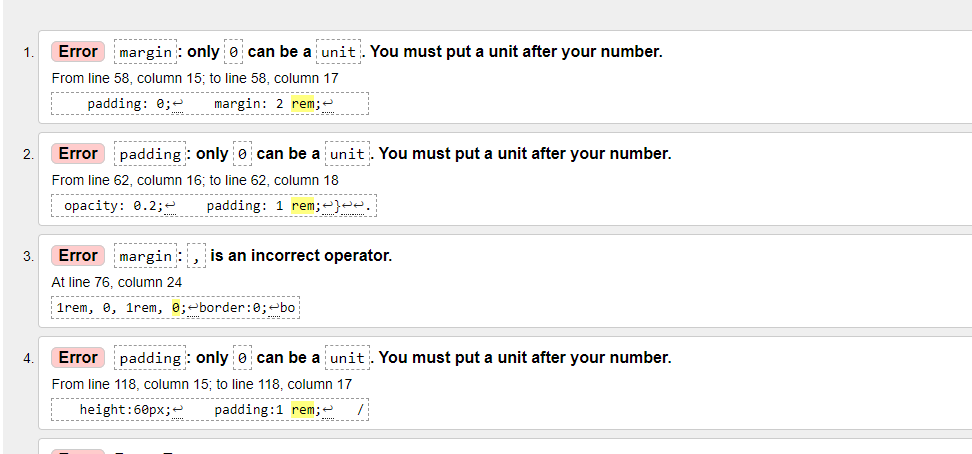 1. Error margin: only 0 can be a unit. You must put a unit after your number.
From line 58, column 15; to line 58, column 17
padding: 0;↩    margin: 2 rem;↩
2. Error padding: only 0 can be a unit. You must put a unit after your number.
From line 62, column 16; to line 62, column 18
opacity: 0.2;↩    padding: 1 rem;↩}↩↩.
3. Error margin: , is an incorrect operator.
At line 76, column 24
1rem, 0, 1rem, 0;↩border:0;↩bo
4. Error padding: only 0 can be a unit. You must put a unit after your number.
From line 118, column 15; to line 118, column 17
height:60px;↩    padding:1 rem;↩   /